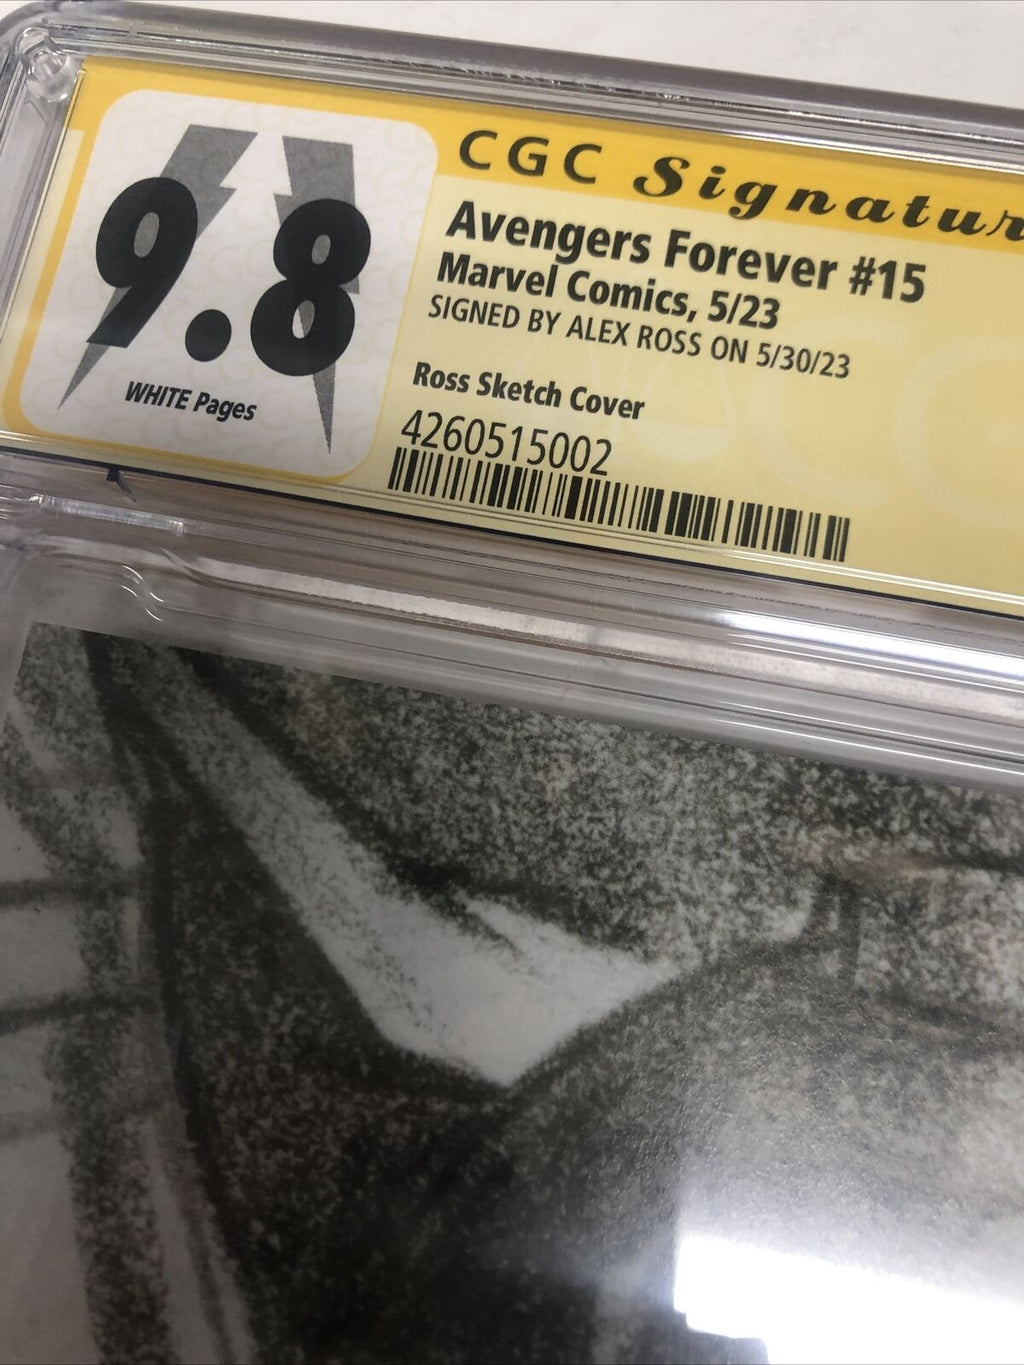 CGC Signatur
9.8
WHITE Pages
Avengers Forever #15
Marvel Comics, 5/23
SIGNED BY ALEX ROSS ON 5/30/23
Ross Sketch Cover
4260515002